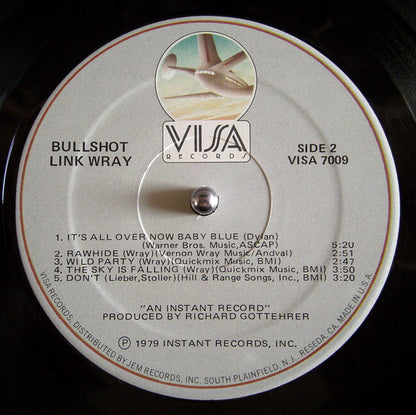 VISA
RECORDS
BULLSHOT
LINK WRAY
SIDE 2
VISA 7009
1. IT'S ALL OVER NOW BABY BLUE (Dylan)
(Warner Bros. Music,ASCAP) 5:20
2. RAWHIDE (Wray)(Vernon Wray Music/Andval) 2:51
3. WILD PARTY (Wray)(Quickmix Music, BMI) 2:47
4. THE SKY IS FALLING (Wray)(Quickmix Music, BMI) 3:50
5. DON'T (Lieber,Stoller)(Hill & Range Songs, Inc., BMI) 3:20
"AN INSTANT RECORD"
PRODUCED BY RICHARD GOTTEHRER
Ⓟ 1979 INSTANT RECORDS, INC.
VISA RECORDS, DISTRIBUTED BY JEM RECORDS, INC. SOUTH PLAINFIELD, N.J., RESEDA, CA. MADE IN U.S.A.